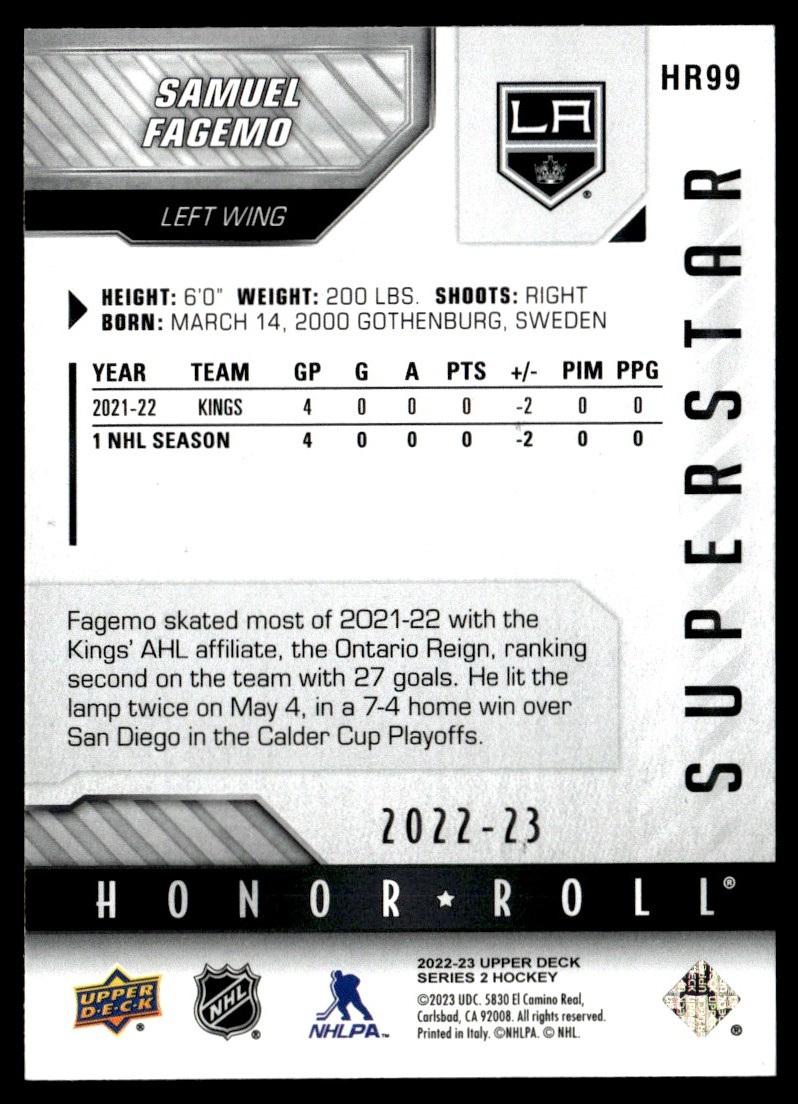 SAMUEL
FAGEMO
LEFT WING
LA
®
HR99
SUPERSTAR
HEIGHT: 6'0" WEIGHT: 200 LBS. SHOOTS: RIGHT
BORN: MARCH 14, 2000 GOTHENBURG, SWEDEN
YEAR TEAM GP G A PTS +/- PIM PPG
2021-22 KINGS 4 0 0 0 -2 0 0
1 NHL SEASON 4 0 0 0 -2 0 0
Fagemo skated most of 2021-22 with the
Kings' AHL affiliate, the Ontario Reign, ranking
second on the team with 27 goals. He lit the
lamp twice on May 4, in a 7-4 home win over
San Diego in the Calder Cup Playoffs.
2022-23
HONOR ★ ROLL®
UPPER
D·E·C·K
®
NHL
®
NHLPA™
2022-23 UPPER DECK
SERIES 2 HOCKEY
©2023 UDC. 5830 El Camino Real,
Carlsbad, CA 92008. All rights reserved.
Printed in Italy. ©NHLPA. © NHL.
®